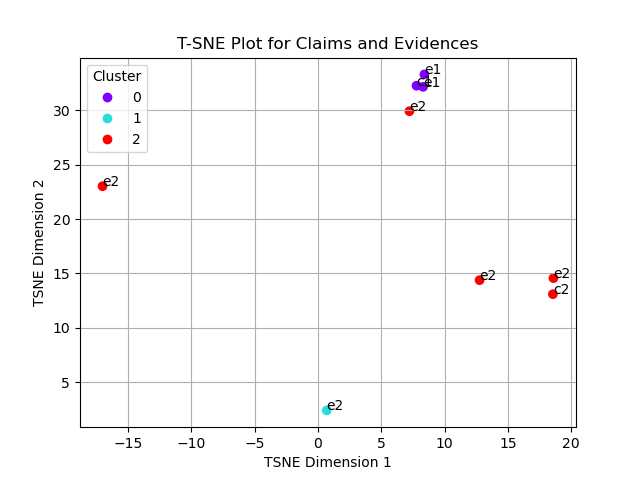 T-SNE Plot for Claims and Evidences
Cluster
0
1
2
e1
c1
e1
e2
e2
e2
e2
c2
e2
30
25
20
15
10
5
−15
−10
−5
0
5
10
15
20
TSNE Dimension 1
TSNE Dimension 2